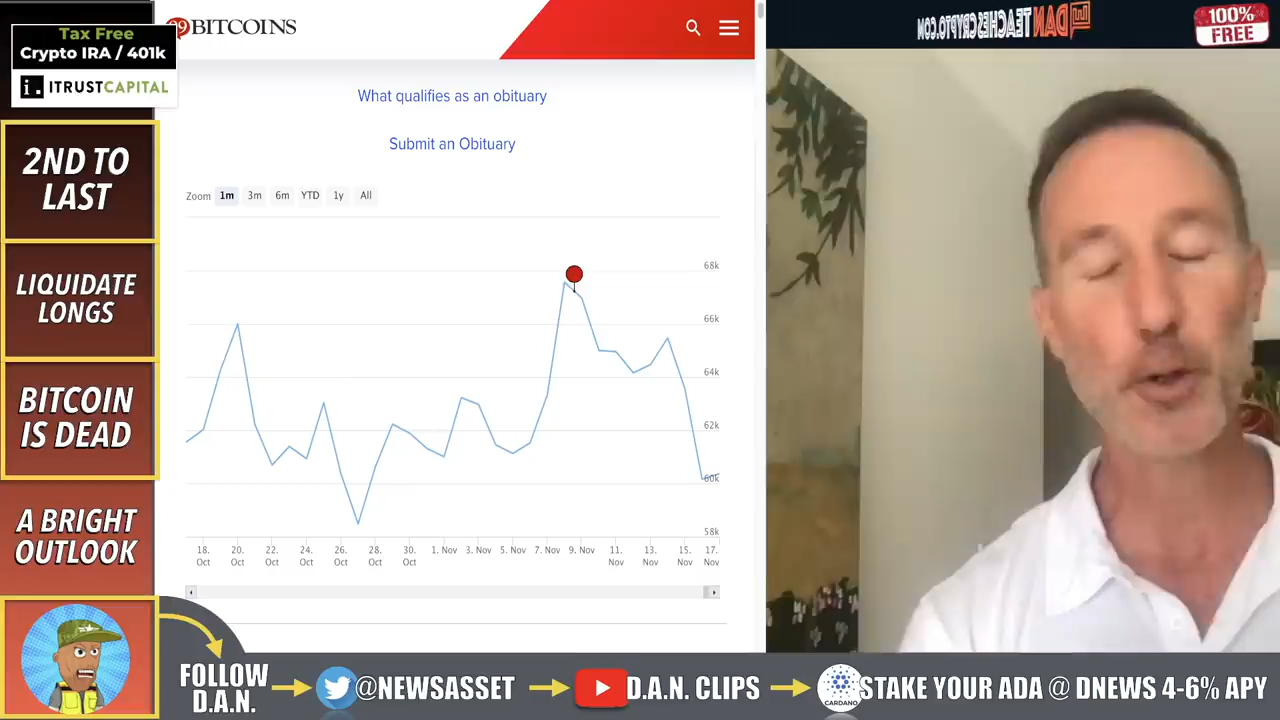 Tax Free
Crypto IRA / 401k
i. ITRUSTCAPITAL
2ND TO
LAST
LIQUIDATE
LONGS
BITCOIN
IS DEAD
A BRIGHT
OUTLOOK
99BITCOINS
What qualifies as an obituary
Submit an Obituary
Zoom 1m 3m 6m YTD 1y All
68k
66k
64k
62k
60k
58k
18. Oct
20. Oct
22. Oct
24. Oct
26. Oct
28. Oct
30. Oct
1. Nov
3. Nov
5. Nov
7. Nov
9. Nov
11. Nov
13. Nov
15. Nov
17. Nov
DANTEACHESCRYPTO.COM
100%
FREE
FOLLOW
D.A.N.
@NEWSASSET
D.A.N. CLIPS
CARDANO
STAKE YOUR ADA @ DNEWS 4-6% APY